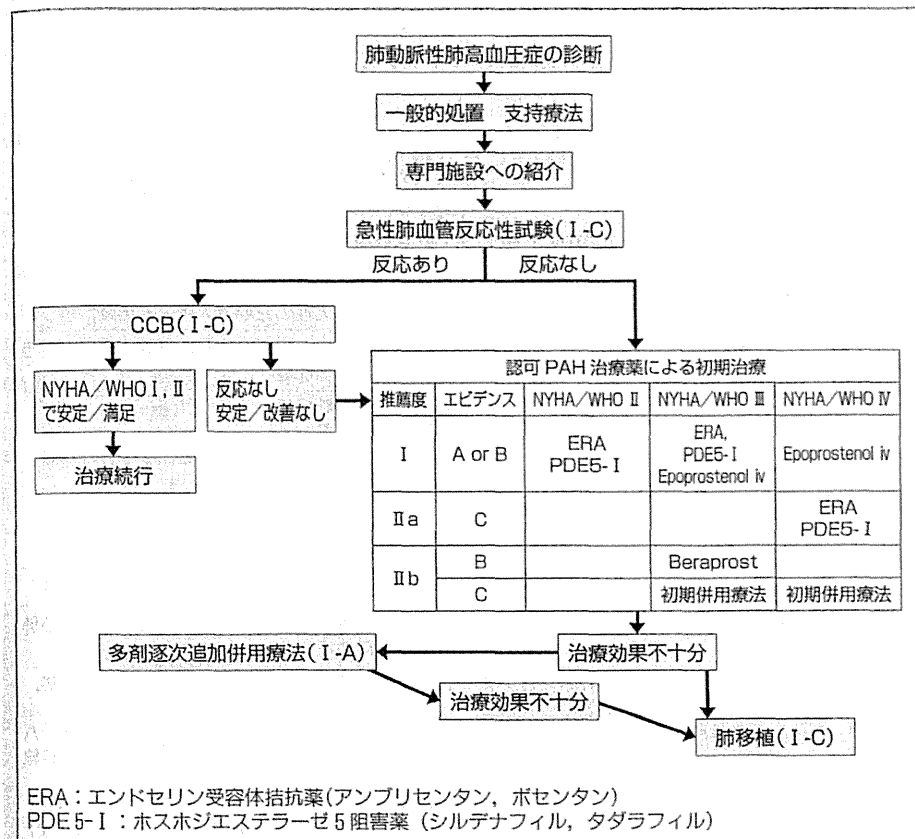 肺動脈性肺高血圧症の診断
一般的処置 支持療法
専門施設への紹介
急性肺血管反応性試験(Ⅰ-C)
反応あり 反応なし
CCB(Ⅰ-C)
NYHA/WHO Ⅰ, Ⅱ
で安定/満足
反応なし
安定/改善なし
治療続行
認可 PAH 治療薬による初期治療
推薦度 エビデンス NYHA/WHO Ⅱ NYHA/WHO Ⅲ NYHA/WHO Ⅳ
Ⅰ A or B ERA PDE5-Ⅰ ERA, PDE5-Ⅰ Epoprostenol iv Epoprostenol iv
Ⅱa C ERA PDE5-Ⅰ
Ⅱb B Beraprost
C 初期併用療法 初期併用療法
多剤逐次追加併用療法(Ⅰ-A) 治療効果不十分
治療効果不十分
肺移植(Ⅰ-C)
ERA:エンドセリン受容体拮抗薬(アンブリセンタン,ボセンタン)
PDE 5-Ⅰ:ホスホジエステラーゼ 5 阻害薬 (シルデナフィル,タダラフィル)